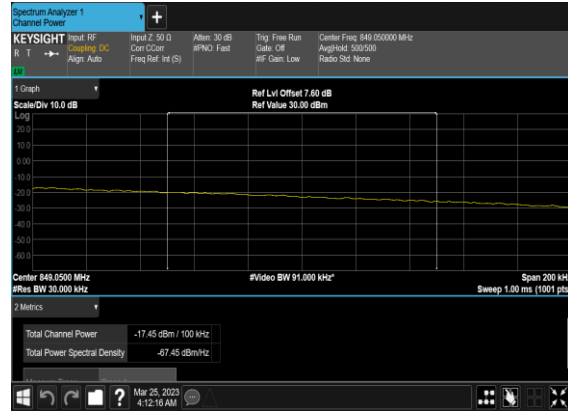 Spectrum Analyzer 1
Channel Power
KEYSIGHT Input: RF Input Z: 50 Ω Atten: 30 dB Trig: Free Run Center Freq: 849.050000 MHz
R T Coupling: DC Corr CCorr #PNO: Fast Gate: Off Avg|Hold: 500/500
Align: Auto Freq Ref: Int (S) #IF Gain: Low Radio Std: None
LNI
1 Graph
Ref Lvl Offset 7.60 dB
Scale/Div 10.0 dB Ref Value 30.00 dBm
Log
20.0
10.0
0.00
-10.0
-20.0
-30.0
-40.0
-50.0
-60.0
Center 849.0500 MHz #Video BW 91.000 kHz* Span 200 kH
#Res BW 30.000 kHz Sweep 1.00 ms (1001 pts
2 Metrics
Total Channel Power -17.45 dBm / 100 kHz
Total Power Spectral Density -67.45 dBm/Hz
Mar 25, 2023
4:12:16 AM